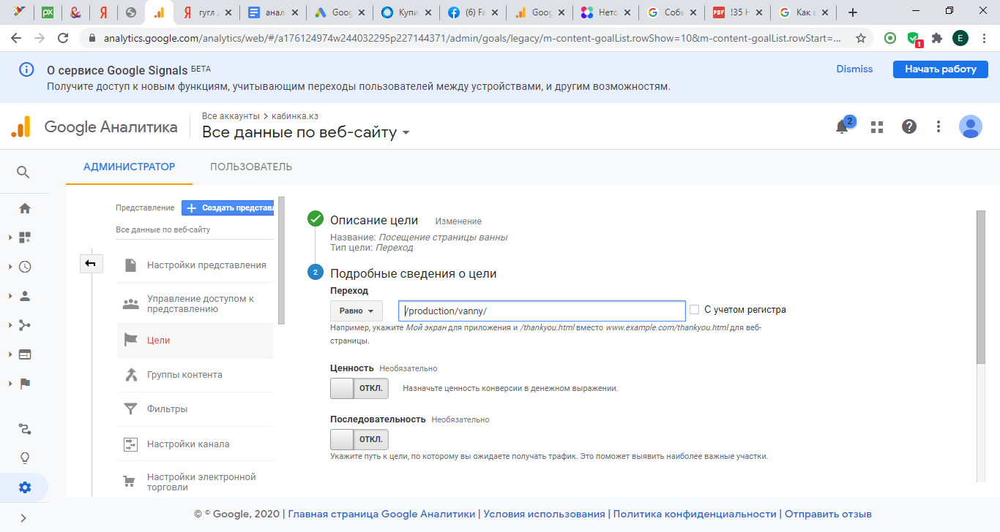 гугл д
анал
Goog
Купи
(6) Fa
Goog
Нето
Собы
!35 H
Как в
analytics.google.com/analytics/web/#/a176124974w244032295p227144371/admin/goals/legacy/m-content-goalList.rowShow=10&m-content-goalList.rowStart=...
1
E
О сервисе Google Signals БЕТА
Dismiss
Начать работу
Получите доступ к новым функциям, учитывающим переходы пользователей между устройствами, и другим возможностям.
Google Аналитика
Все аккаунты > кабинка.кз
Все данные по веб-сайту
2
АДМИНИСТРАТОР
ПОЛЬЗОВАТЕЛЬ
Представление
+ Создать представл
Все данные по веб-сайту
Настройки представления
Управление доступом к
представлению
Цели
Группы контента
Фильтры
Настройки канала
Настройки электронной
торговли
Описание цели Изменение
Название: Посещение страницы ванны
Тип цели: Переход
2 Подробные сведения о цели
Переход
Равно
/production/vanny/
С учетом регистра
Например, укажите Мой экран для приложения и /thankyou.html вместо www.example.com/thankyou.html для веб-
страницы.
Ценность Необязательно
ОТКЛ.
Назначьте ценность конверсии в денежном выражении.
Последовательность Необязательно
ОТКЛ.
Укажите путь к цели, по которому вы ожидаете получать трафик. Это поможет выявить наиболее важные участки.
© © Google, 2020 | Главная страница Google Аналитики | Условия использования | Политика конфиденциальности | Отправить отзыв